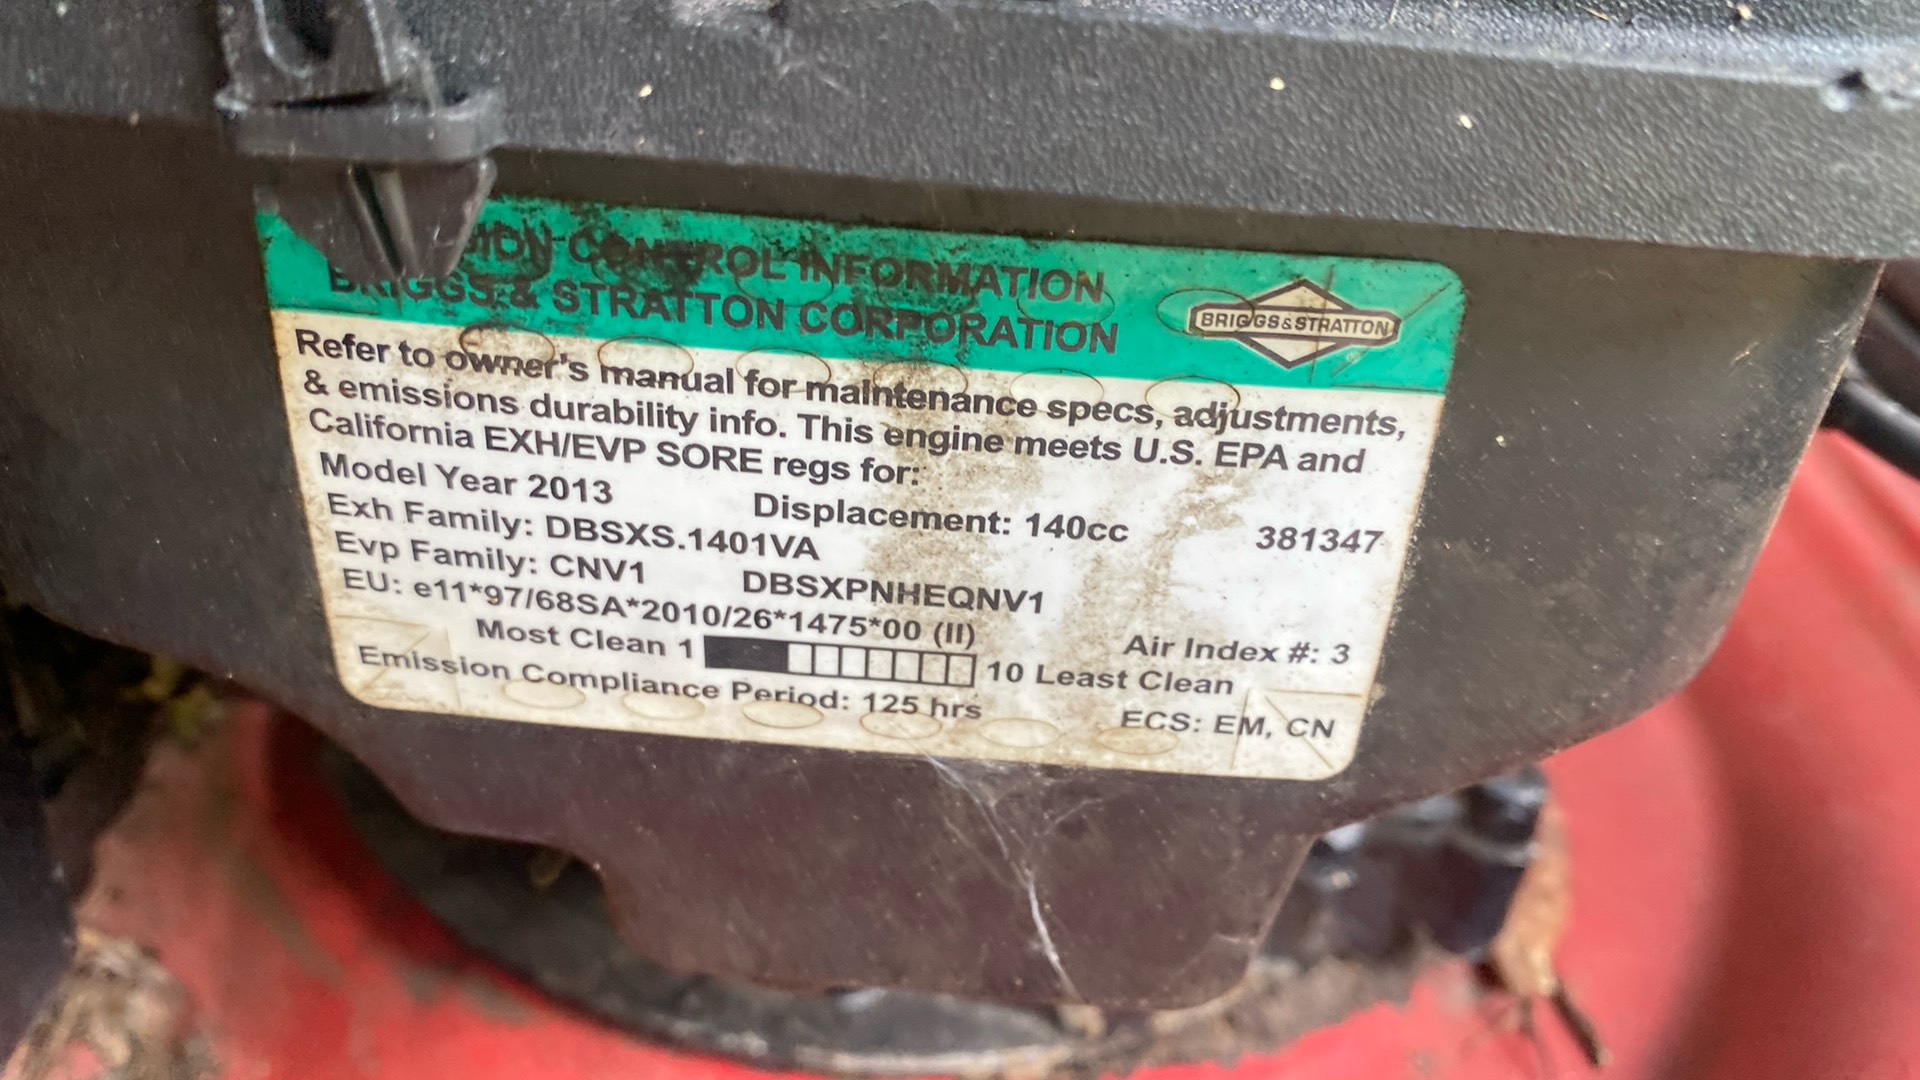 CONTROL INFORMATION
BRIGGS & STRATTON CORPORATION
BRIGGS&STRATTON
Refer to owner's manual for maintenance specs, adjustments,
& emissions durability info. This engine meets U.S. EPA and
California EXH/EVP SORE regs for:
Model Year 2013 Displacement: 140cc 381347
Exh Family: DBSXS.1401VA
Evp Family: CNV1 DBSXPNHEQNV1
EU: e11*97/68SA*2010/26*1475*00 (II)
Air Index #: 3
Most Clean 1 10 Least Clean
Emission Compliance Period: 125 hrs ECS: EM, CN